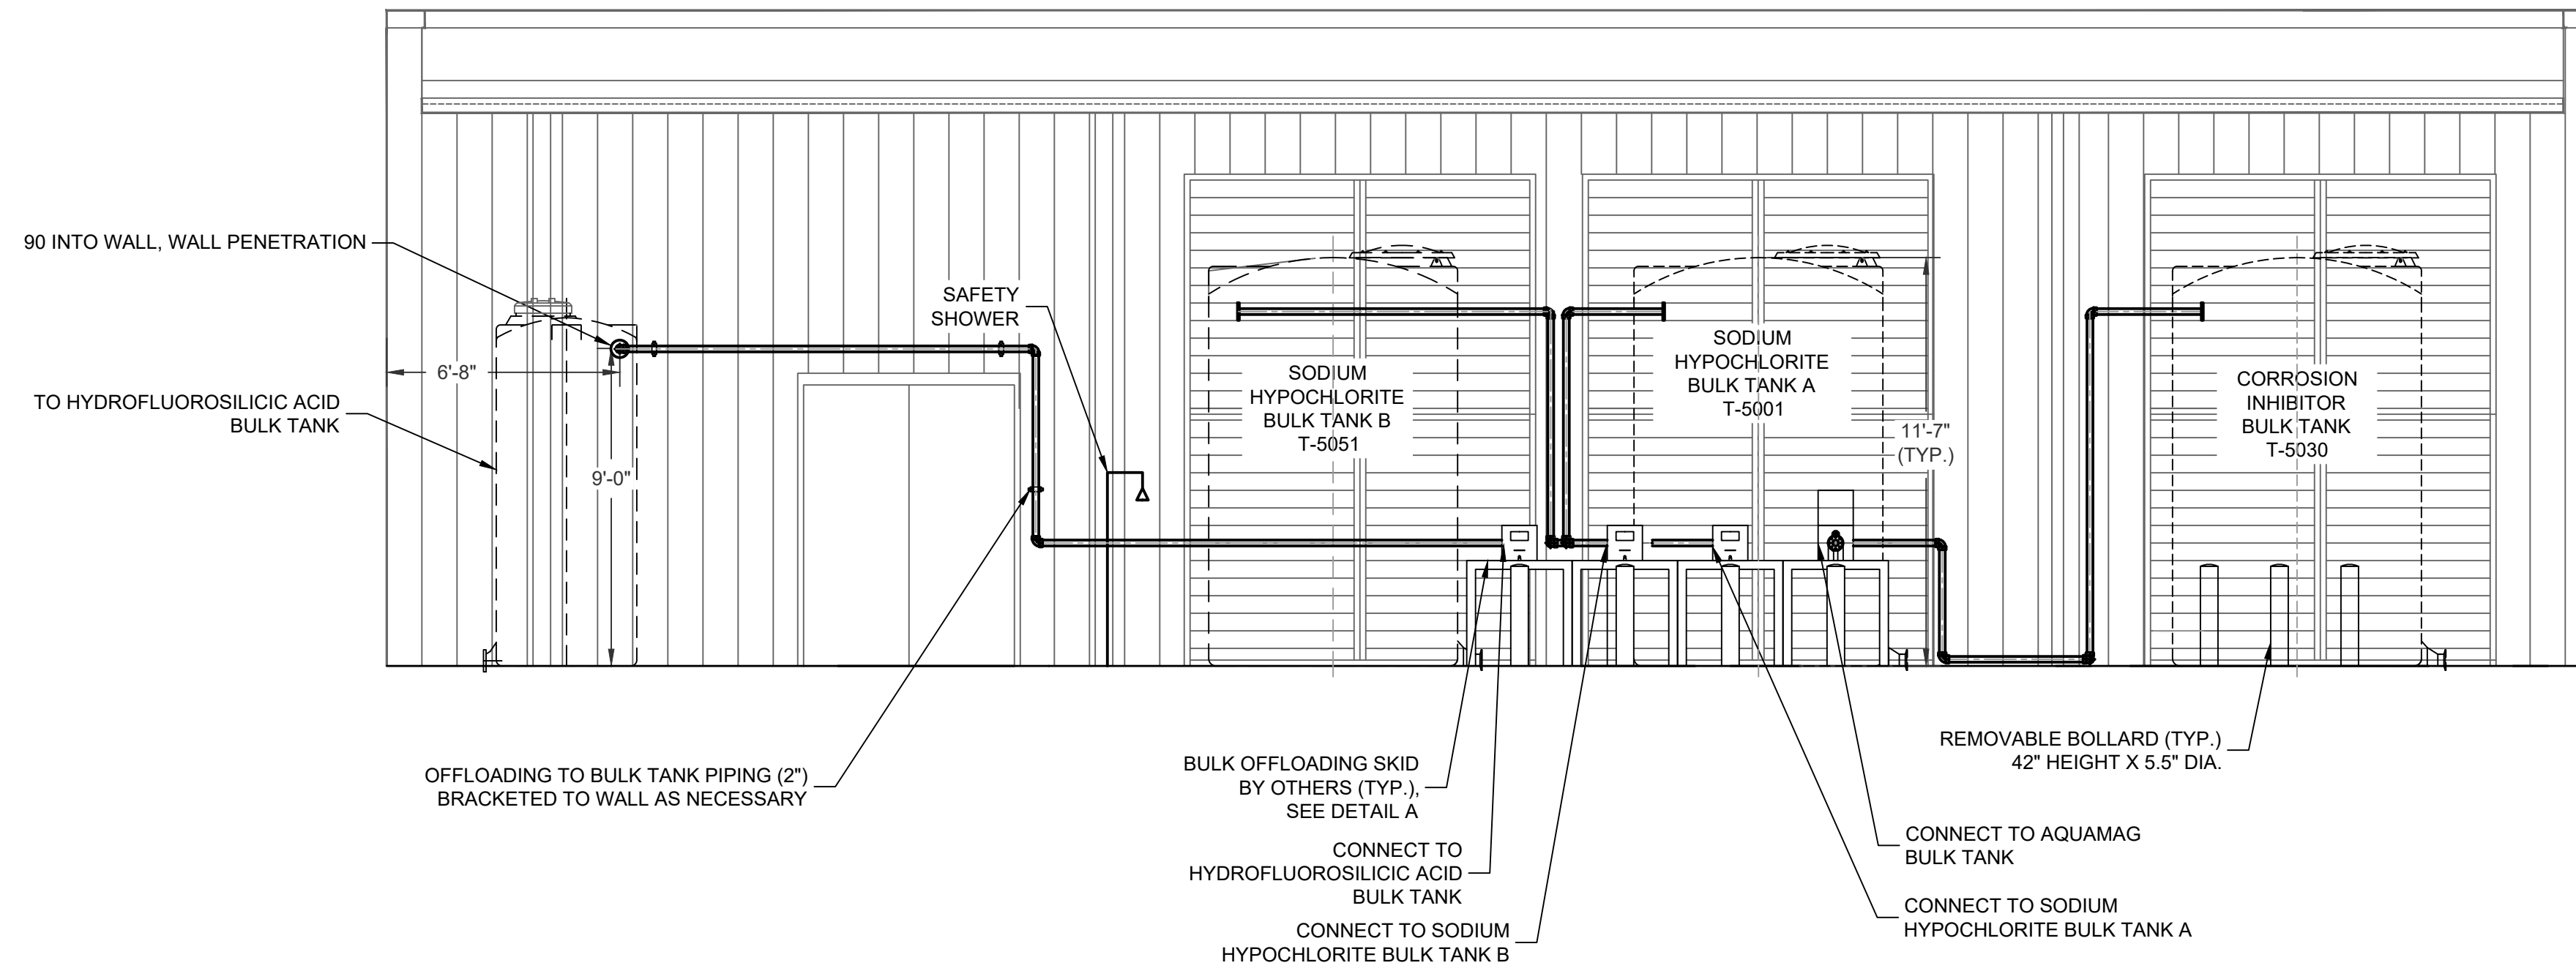 90 INTO WALL, WALL PENETRATION
6'-8"
TO HYDROFLUOROSILICIC ACID
BULK TANK
9'-0"
SAFETY
SHOWER
SODIUM
HYPOCHLORITE
BULK TANK B
T-5051
SODIUM
HYPOCHLORITE
BULK TANK A
T-5001
11'-7"
(TYP.)
CORROSION
INHIBITOR
BULK TANK
T-5030
OFFLOADING TO BULK TANK PIPING (2")
BRACKETED TO WALL AS NECESSARY
BULK OFFLOADING SKID
BY OTHERS (TYP.),
SEE DETAIL A
CONNECT TO
HYDROFLUOROSILICIC ACID
BULK TANK
CONNECT TO SODIUM
HYPOCHLORITE BULK TANK B
REMOVABLE BOLLARD (TYP.)
42" HEIGHT X 5.5" DIA.
CONNECT TO AQUAMAG
BULK TANK
CONNECT TO SODIUM
HYPOCHLORITE BULK TANK A